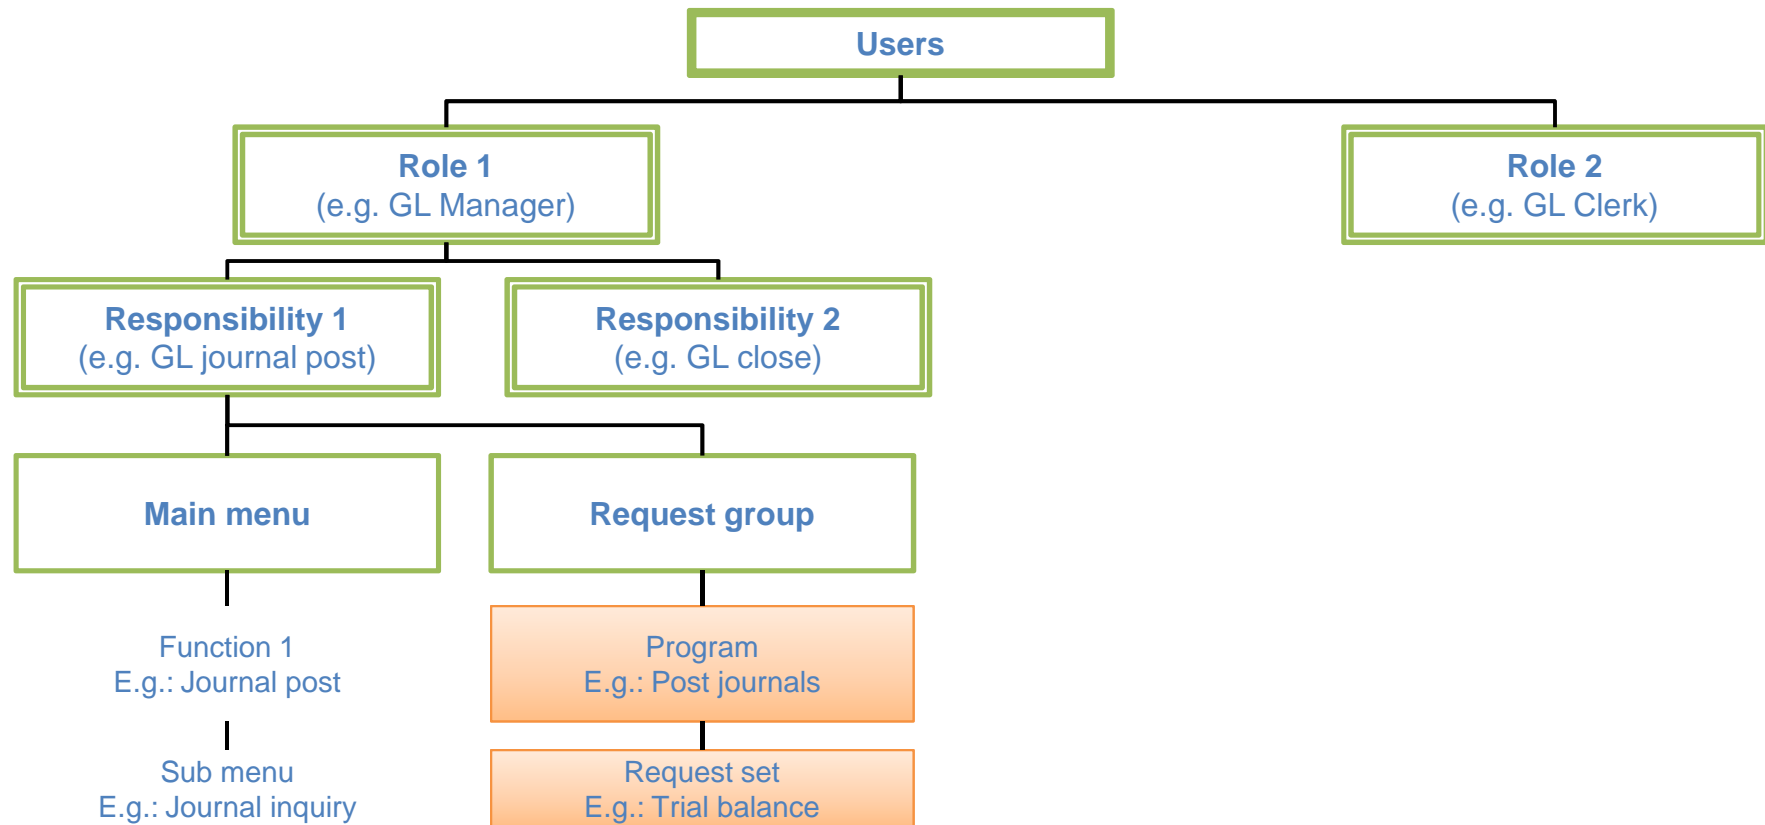 Users
Role 1
(e.g. GL Manager)
Role 2
(e.g. GL Clerk)
Responsibility 1
(e.g. GL journal post)
Responsibility 2
(e.g. GL close)
Main menu
Request group
Function 1
E.g.: Journal post
Program
E.g.: Post journals
Sub menu
E.g.: Journal inquiry
Request set
E.g.: Trial balance